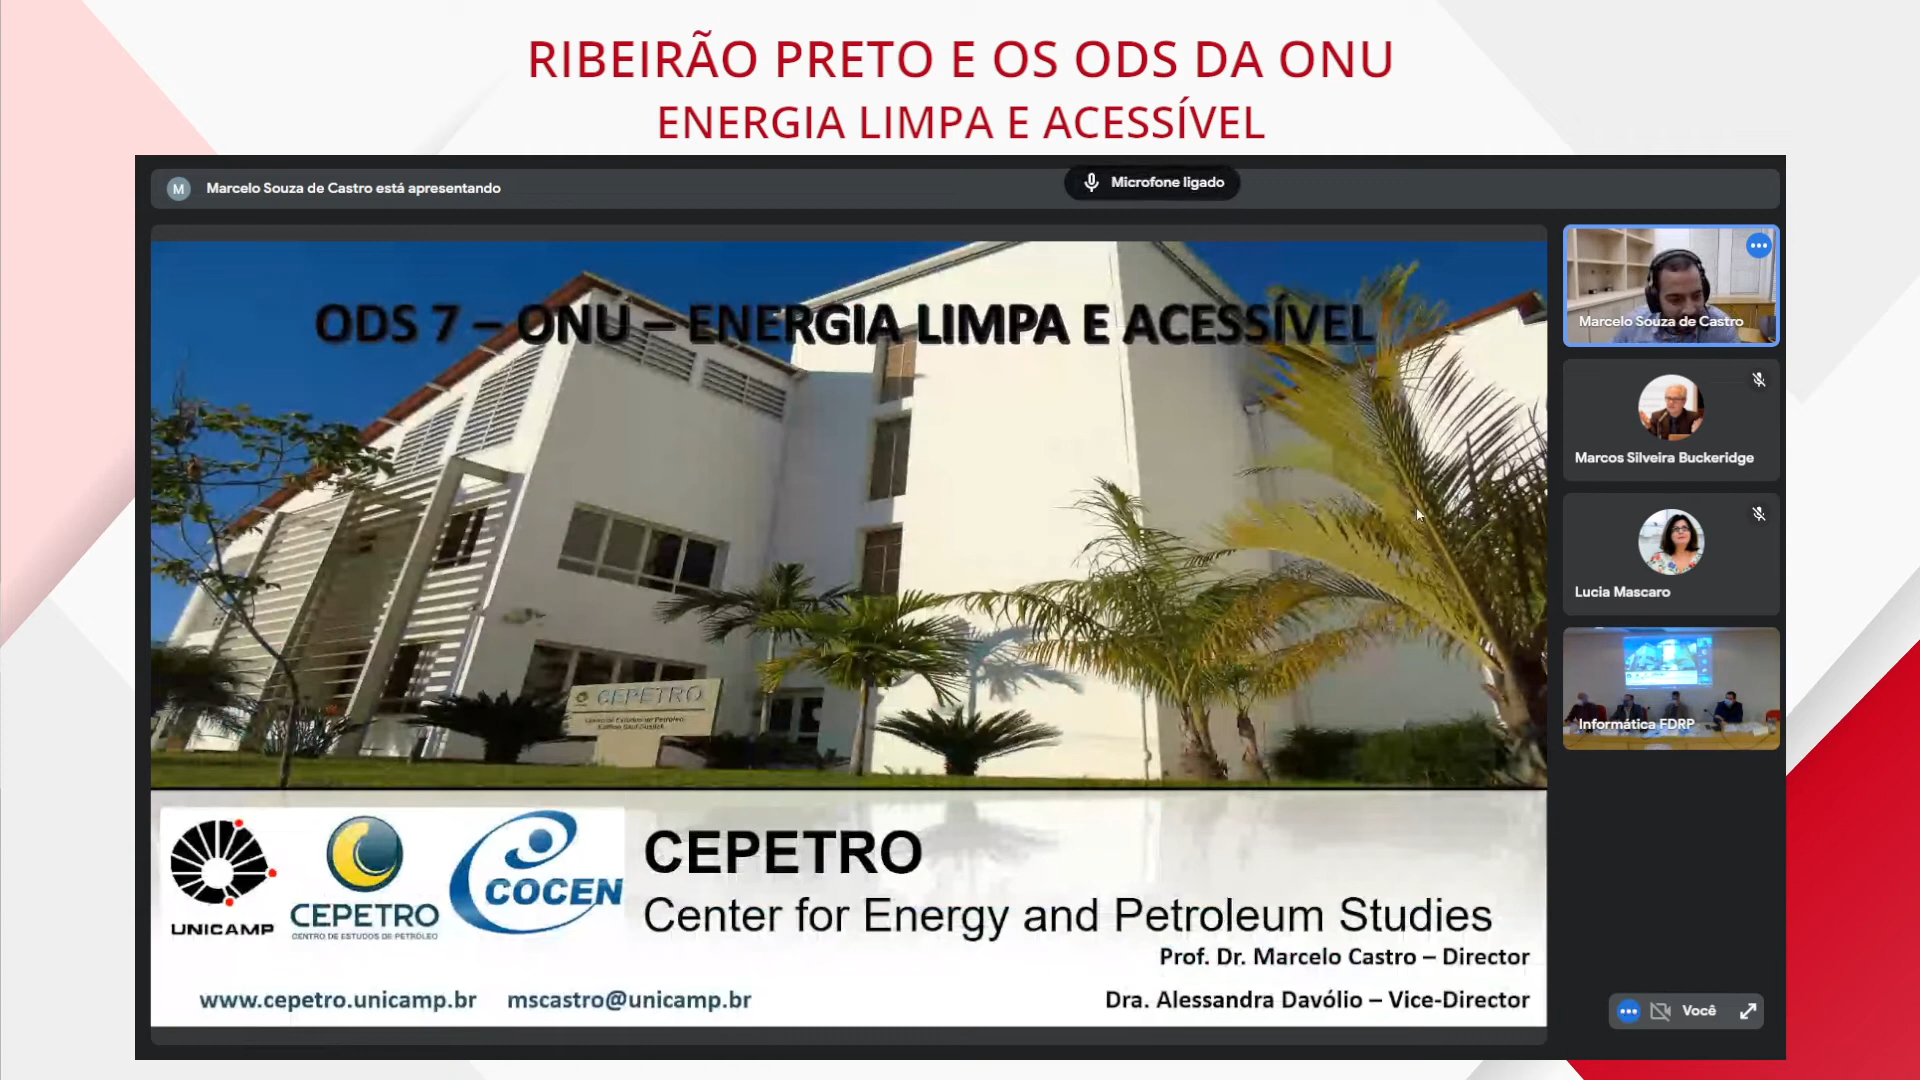 RIBEIRÃO PRETO E OS ODS DA ONU
ENERGIA LIMPA E ACESSÍVEL
M
Marcelo Souza de Castro está apresentando
Microfone ligado
ODS 7 – ONU – ENERGIA LIMPA E ACESSÍVEL
CEPETRO
UNICAMP
CEPETRO
CENTRO DE ESTUDOS DE PETRÓLEO
COCEN
CEPETRO
Center for Energy and Petroleum Studies
Prof. Dr. Marcelo Castro – Director
www.cepetro.unicamp.br
mscastro@unicamp.br
Dra. Alessandra Davólio – Vice-Director
Marcelo Souza de Castro
Marcos Silveira Buckeridge
Lucia Mascaro
Informática FDRP
Você